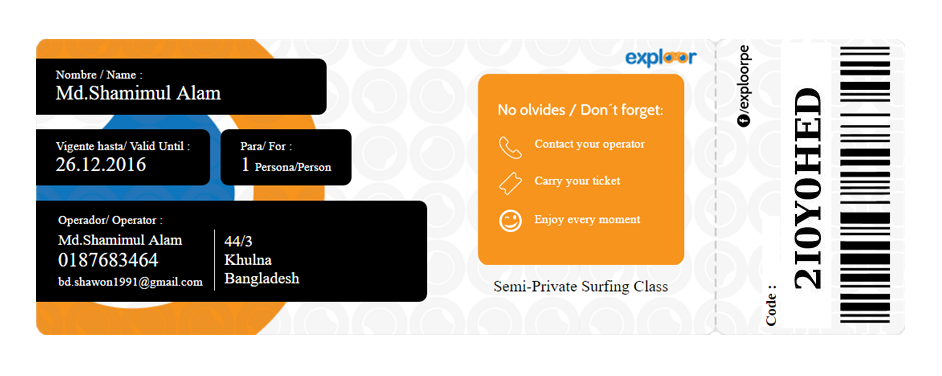 Nombre / Name :
Md.Shamimul Alam
Vigente hasta/ Valid Until :
26.12.2016
Para/ For :
1 Persona/Person
Operador/ Operator :
Md.Shamimul Alam
0187683464
bd.shawon1991@gmail.com
44/3
Khulna
Bangladesh
exploor
No olvides / Don´t forget:
Contact your operator
Carry your ticket
Enjoy every moment
Semi-Private Surfing Class
f/exploorpe
Code :
2I0Y0HED